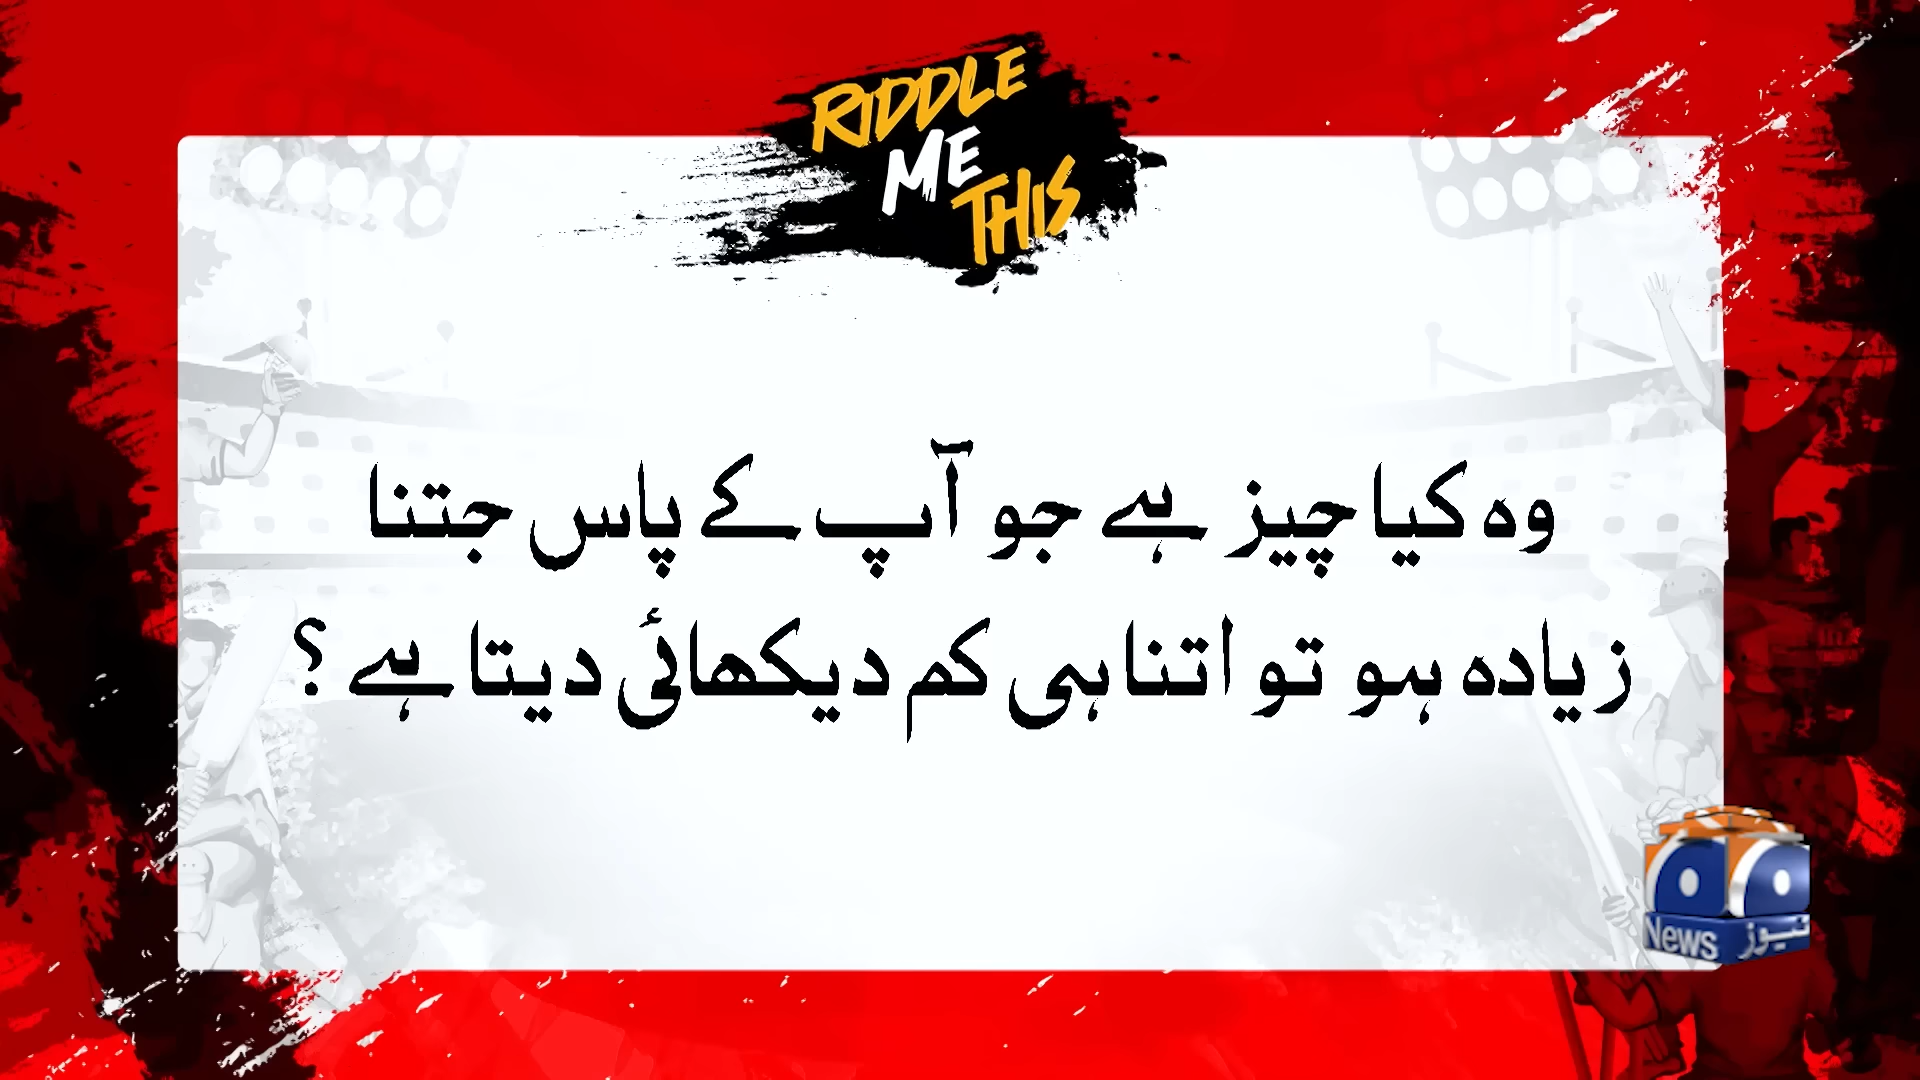 RIDDLE
ME
THIS
وہ کیا چیز ہے جو آپ کے پاس جتنا
زیادہ ہو تو اتنا ہی کم دیکھائی دیتا ہے ؟
News نیوز